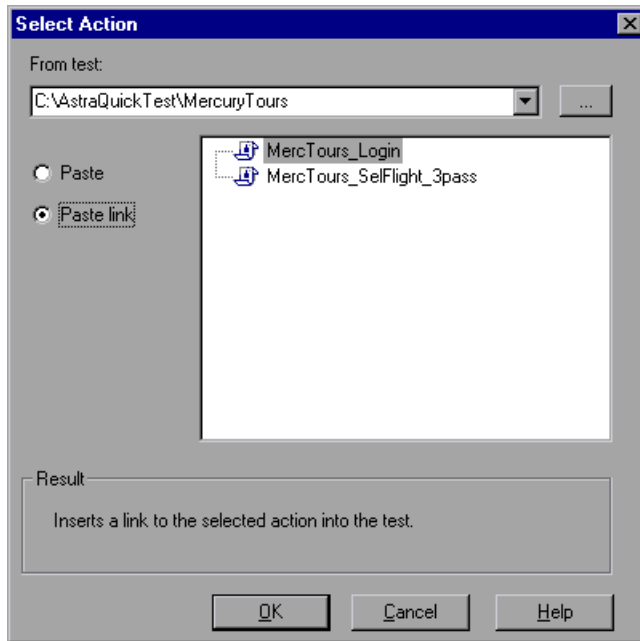 Select Action
From test:
C:\AstraQuickTest\MercuryTours
...
Paste
Paste link
MercTours_Login
MercTours_SelFlight_3pass
Result
Inserts a link to the selected action into the test.
OK
Cancel
Help